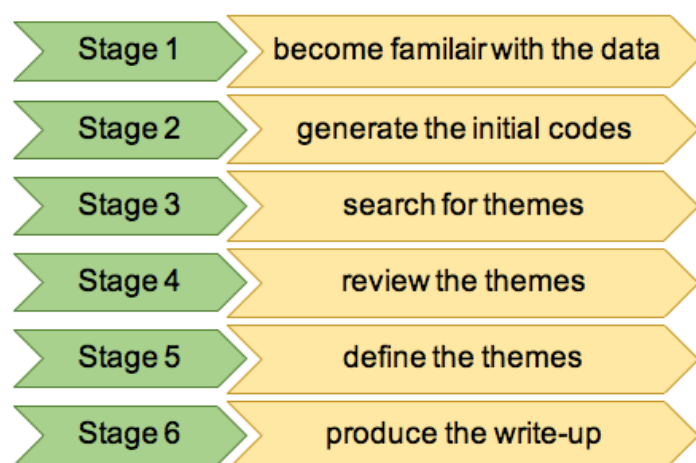 Stage 1 become familair with the data
Stage 2 generate the initial codes
Stage 3 search for themes
Stage 4 review the themes
Stage 5 define the themes
Stage 6 produce the write-up